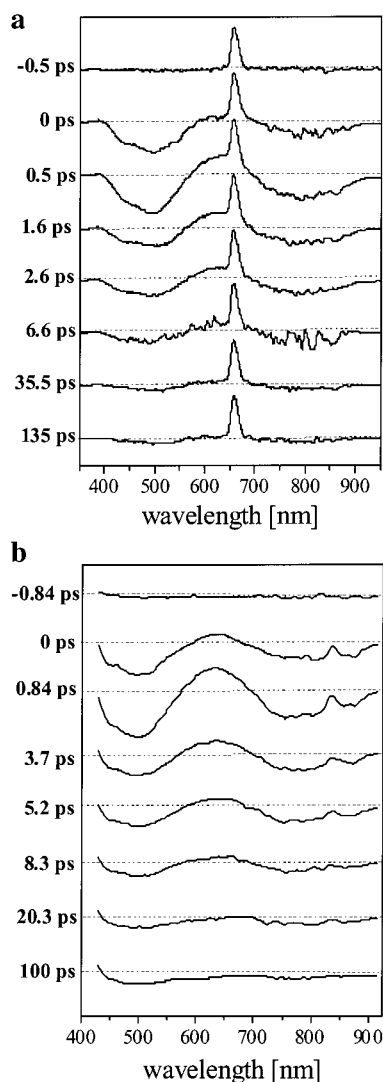 a
-0.5 ps
0 ps
0.5 ps
1.6 ps
2.6 ps
6.6 ps
35.5 ps
135 ps
400 500 600 700 800 900
wavelength [nm]
b
-0.84 ps
0 ps
0.84 ps
3.7 ps
5.2 ps
8.3 ps
20.3 ps
100 ps
400 500 600 700 800 900
wavelength [nm]